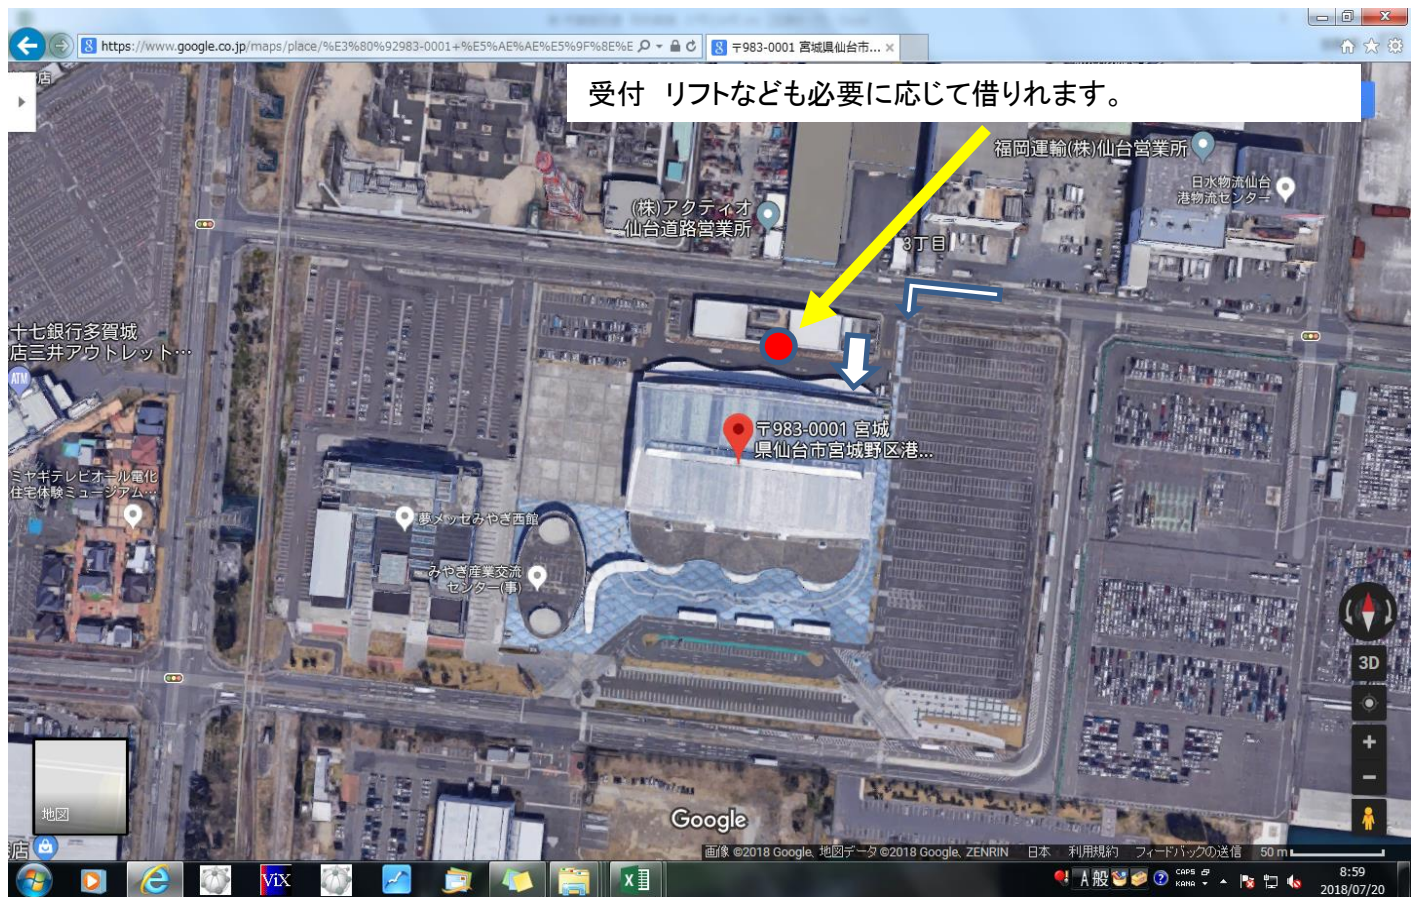 https://www.google.co.jp/maps/place/%E3%80%92983-0001+%E5%AE%AE%E5%9F%8E%E
〒983-0001 宮城県仙台市...
受付　リフトなども必要に応じて借りれます。
店
福岡運輸(株)仙台営業所
日水物流仙台
港物流センター
(株)アクティオ
仙台道路営業所
3丁目
十七銀行多賀城
店三井アウトレット…
ATM
〒983-0001 宮城
県仙台市宮城野区港...
ミヤギテレビオール電化
住宅体験ミュージアム…
夢メッセみやぎ西館
みやぎ産業交流
センター(事)
3D
地図
Google
店
画像 ©2018 Google、地図データ ©2018 Google、ZENRIN
日本
利用規約
フィードバックの送信
50 m
ViX
A 般
CAPS
KANA
8:59
2018/07/20